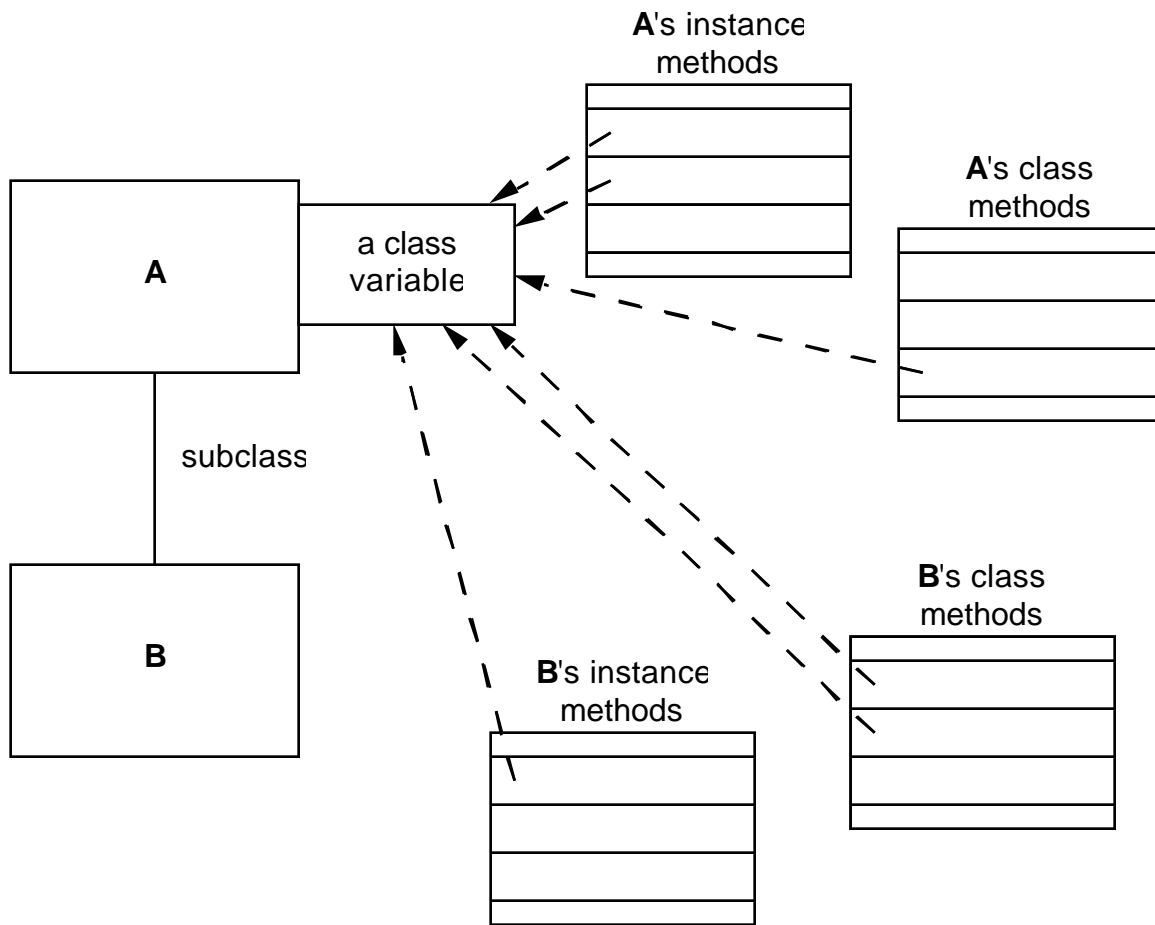 A's instance
methods
A's class
methods
A
a class
variable
subclass
B
B's class
methods
B's instance
methods